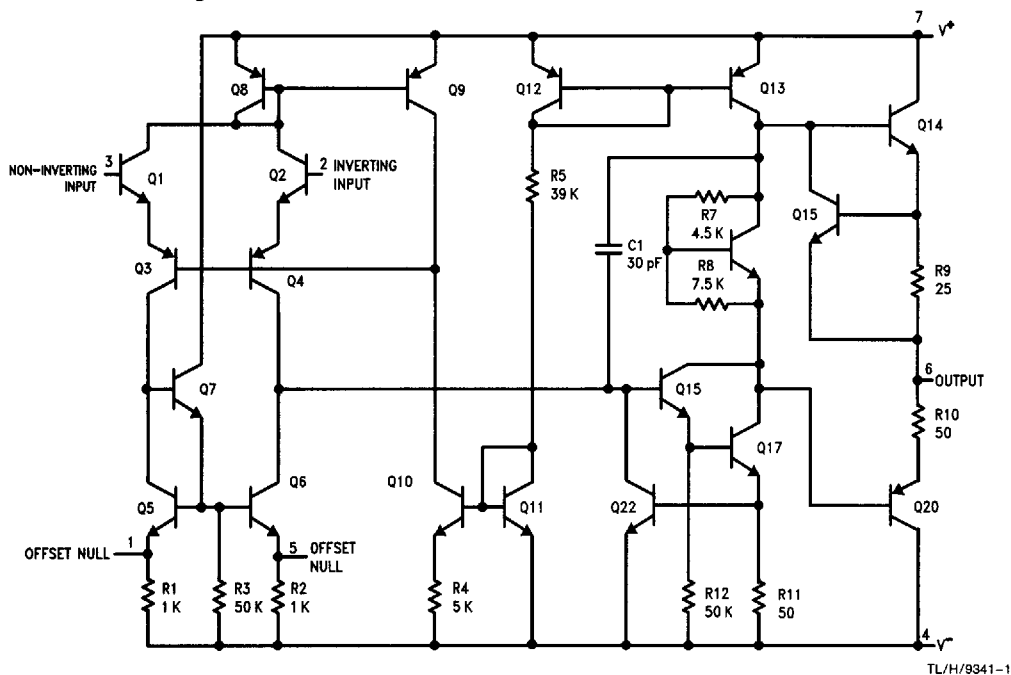 7
V+
Q8
Q9
Q12
Q13
Q14
3
NON-INVERTING
INPUT
Q1
Q2
2
INVERTING
INPUT
R5
39 K
R7
4.5 K
Q15
C1
30 pF
R8
7.5 K
R9
25
Q3
Q4
Q7
Q15
6
OUTPUT
R10
50
Q17
Q5
Q6
Q10
Q11
Q22
Q20
1
OFFSET NULL
5
OFFSET
NULL
R1
1 K
R3
50 K
R2
1 K
R4
5 K
R12
50 K
R11
50
4
V-
TL/H/9341-1